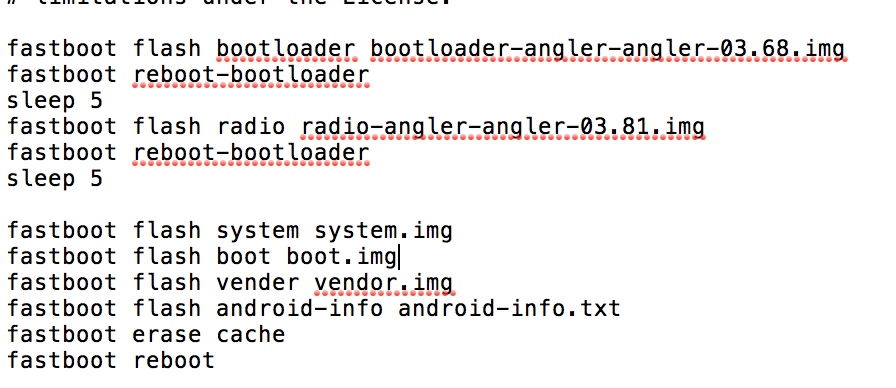 # limitations under the License.
fastboot flash bootloader bootloader-angler-angler-03.68.img
fastboot reboot-bootloader
sleep 5
fastboot flash radio radio-angler-angler-03.81.img
fastboot reboot-bootloader
sleep 5
fastboot flash system system.img
fastboot flash boot boot.img
fastboot flash vender vendor.img
fastboot flash android-info android-info.txt
fastboot erase cache
fastboot reboot